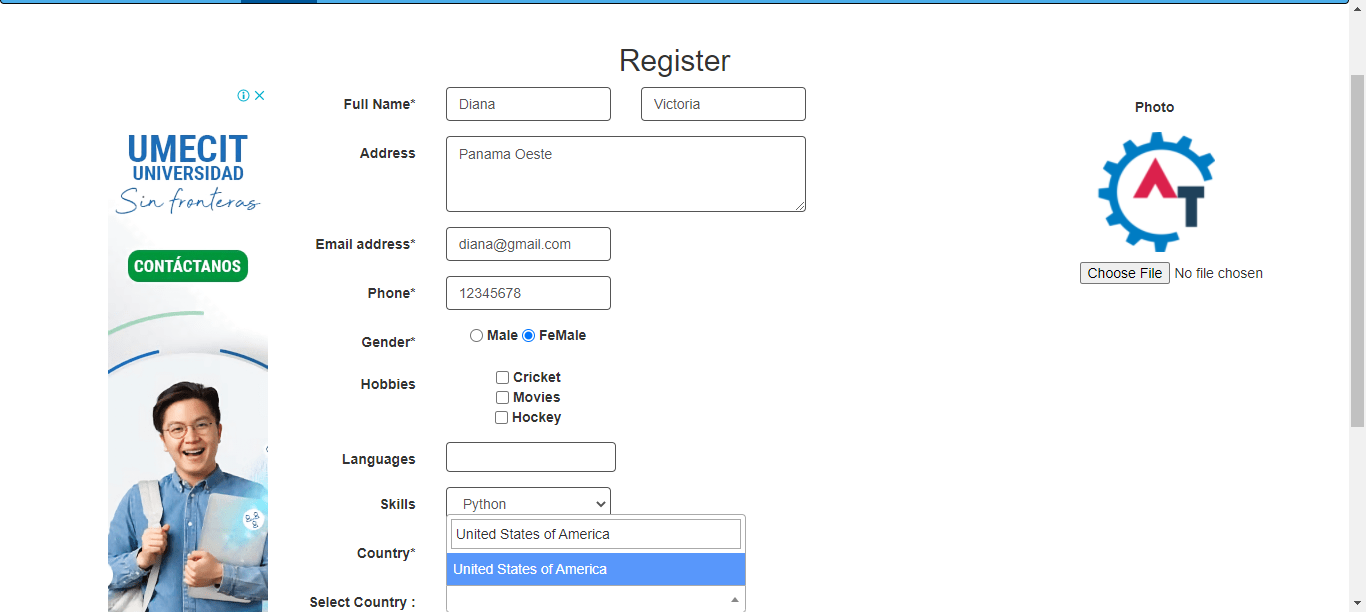 Register
UMECIT
UNIVERSIDAD
Sin fronteras
CONTÁCTANOS
Full Name* Diana Victoria
Address Panama Oeste
Email address* diana@gmail.com
Phone* 12345678
Gender* Male FeMale
Hobbies Cricket
Movies
Hockey
Languages
Skills Python
Country* United States of America
United States of America
Select Country :
Photo
AT
Choose File No file chosen